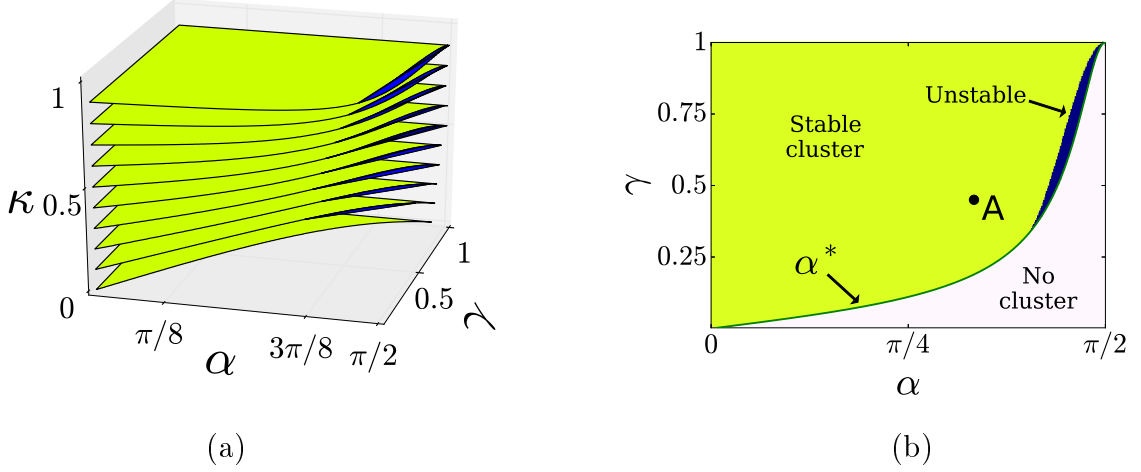 1
κ
0.5
0
π/8
3π/8
π/2
α
1
0.5
γ
(a)
1
0.75
0.5
0.25
γ
Stable
cluster
Unstable
A
α*
No
cluster
0
π/4
π/2
α
(b)